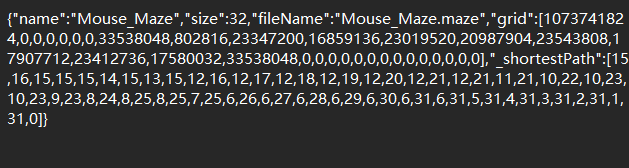 {"name":"Mouse_Maze","size":32,"fileName":"Mouse_Maze.maze","grid":[107374182
4,0,0,0,0,0,0,33538048,802816,23347200,16859136,23019520,20987904,23543808,1
7907712,23412736,17580032,33538048,0,0,0,0,0,0,0,0,0,0,0,0,0,0],"_shortestPath":[15
,16,15,15,15,14,15,13,15,12,16,12,17,12,18,12,19,12,20,12,21,12,21,11,21,10,22,10,23,
10,23,9,23,8,24,8,25,8,25,7,25,6,26,6,27,6,28,6,29,6,30,6,31,6,31,5,31,4,31,3,31,2,31,1
,31,0]}